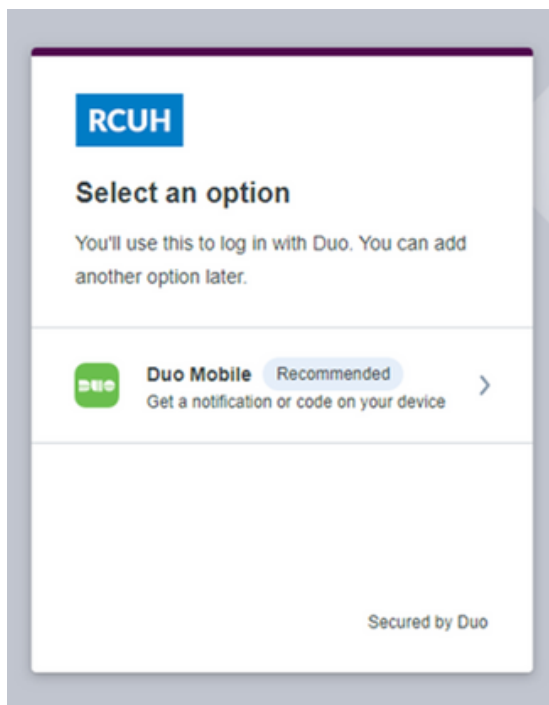 RCUH
Select an option
You'll use this to log in with Duo. You can add
another option later.
DUO
Duo Mobile Recommended
Get a notification or code on your device
Secured by Duo